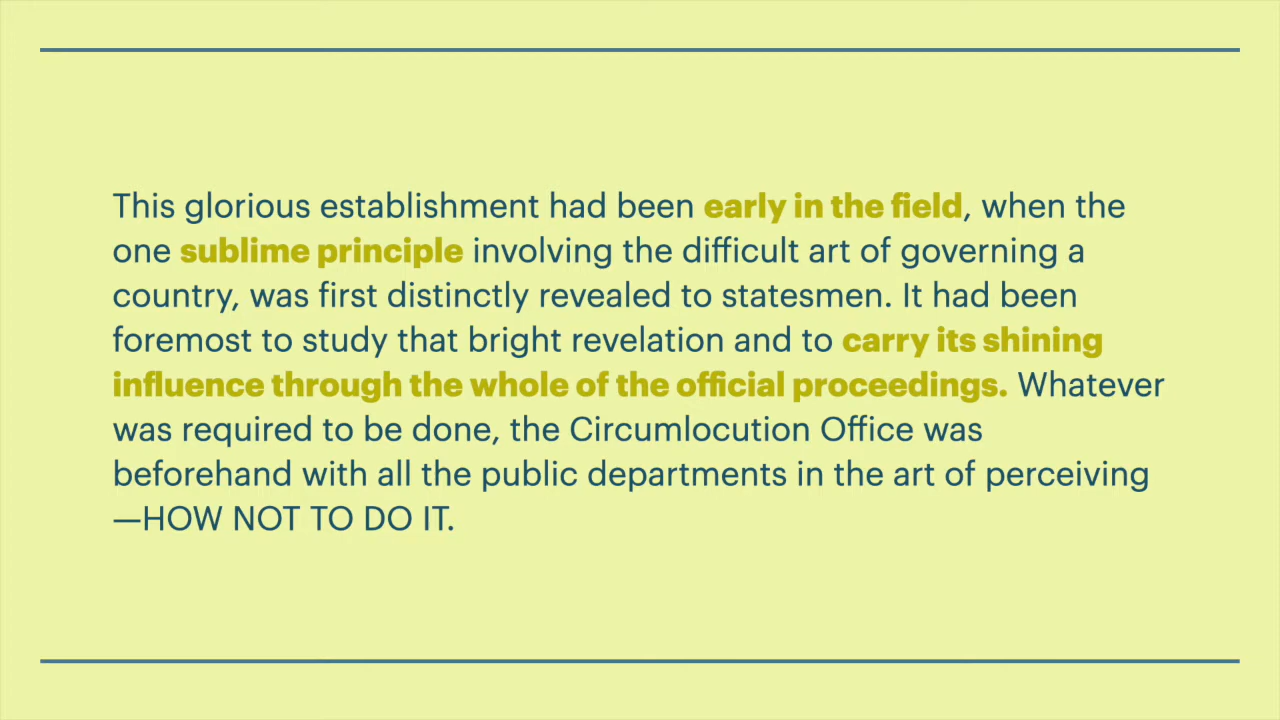 This glorious establishment had been early in the field, when the
one sublime principle involving the difficult art of governing a
country, was first distinctly revealed to statesmen. It had been
foremost to study that bright revelation and to carry its shining
influence through the whole of the official proceedings. Whatever
was required to be done, the Circumlocution Office was
beforehand with all the public departments in the art of perceiving
—HOW NOT TO DO IT.